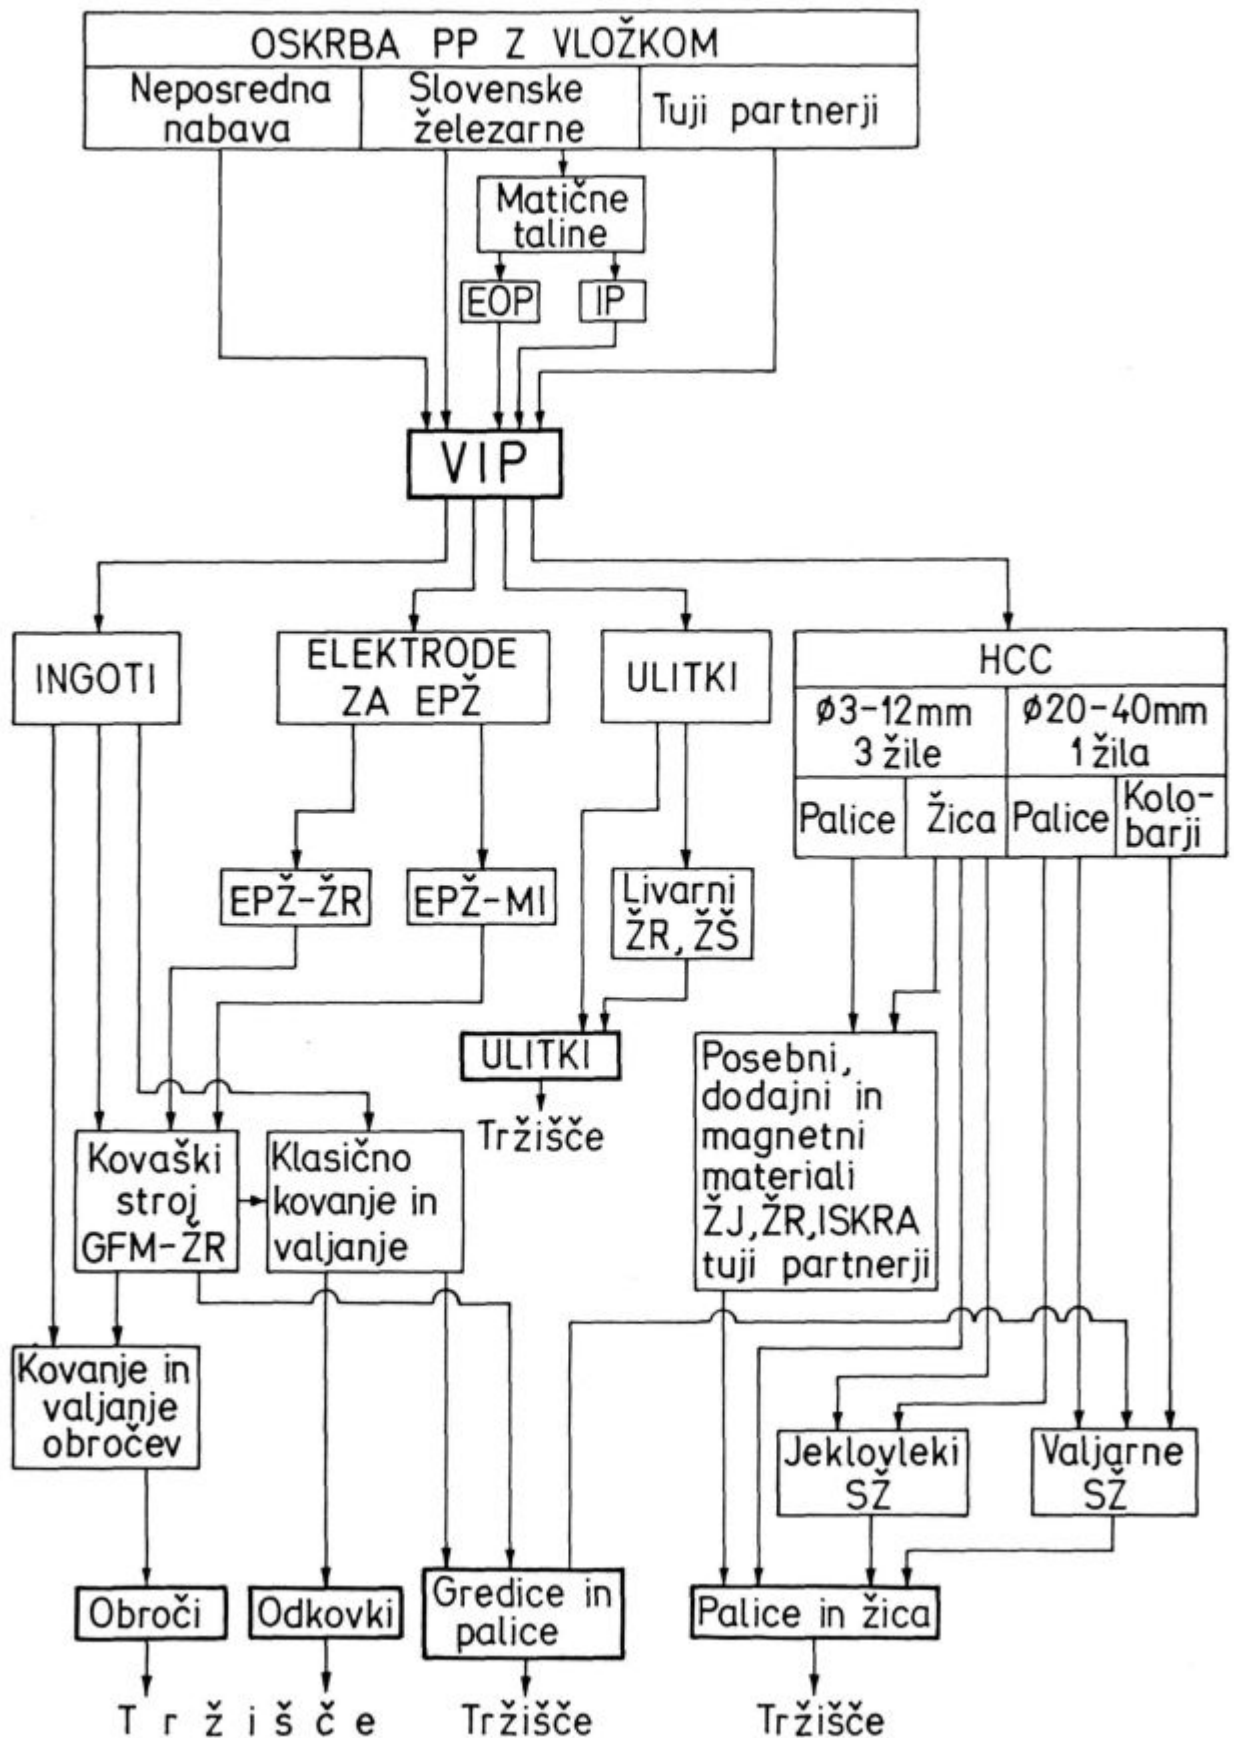 OSKRBA PP Z VLOŽKOM
Neposredna
nabava
Slovenske
železarne
Tuji partnerji
Matične
taline
EOP
IP
VIP
INGOTI
ELEKTRODE
ZA EPŽ
ULITKI
HCC
ø3-12mm
3 žile
ø20-40mm
1 žila
Palice
Žica
Palice
Kolo-
barji
EPŽ-ŽR
EPŽ-MI
Livarni
ŽR, ŽŠ
ULITKI
Tržišče
Posebni,
dodajni in
magnetni
materiali
ŽJ, ŽR, ISKRA
tuji partnerji
Kovaški
stroj
GFM-ŽR
Klasično
kovanje in
valjanje
Kovanje in
valjanje
obročev
Jeklovleki
SŽ
Valjarne
SŽ
Obroči
Odkovki
Gredice in
palice
Palice in žica
Tržišče
Tržišče
Tržišče